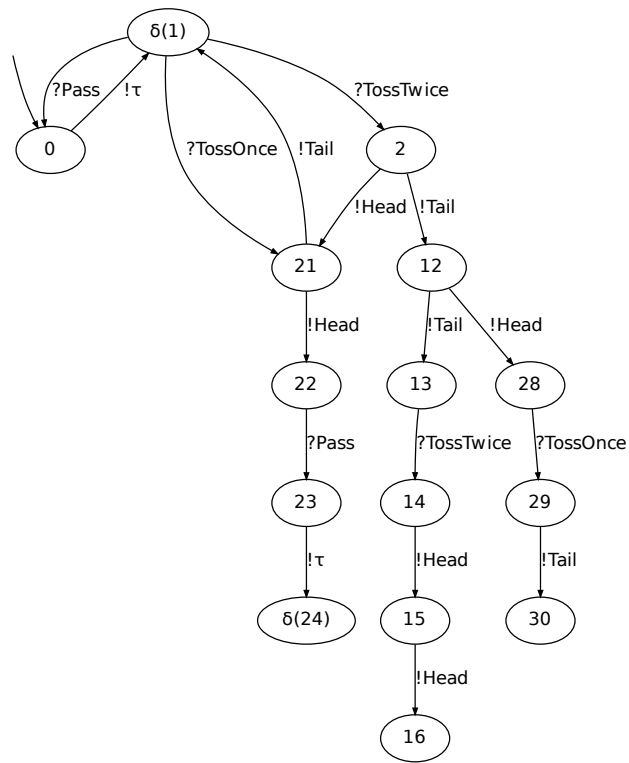 δ(1)
?Pass !τ ?TossTwice
0 ?TossOnce !Tail 2
!Head !Tail
21 12
!Head !Tail !Head
22 13 28
?Pass ?TossTwice ?TossOnce
23 14 29
!τ !Head !Tail
δ(24) 15 30
!Head
16